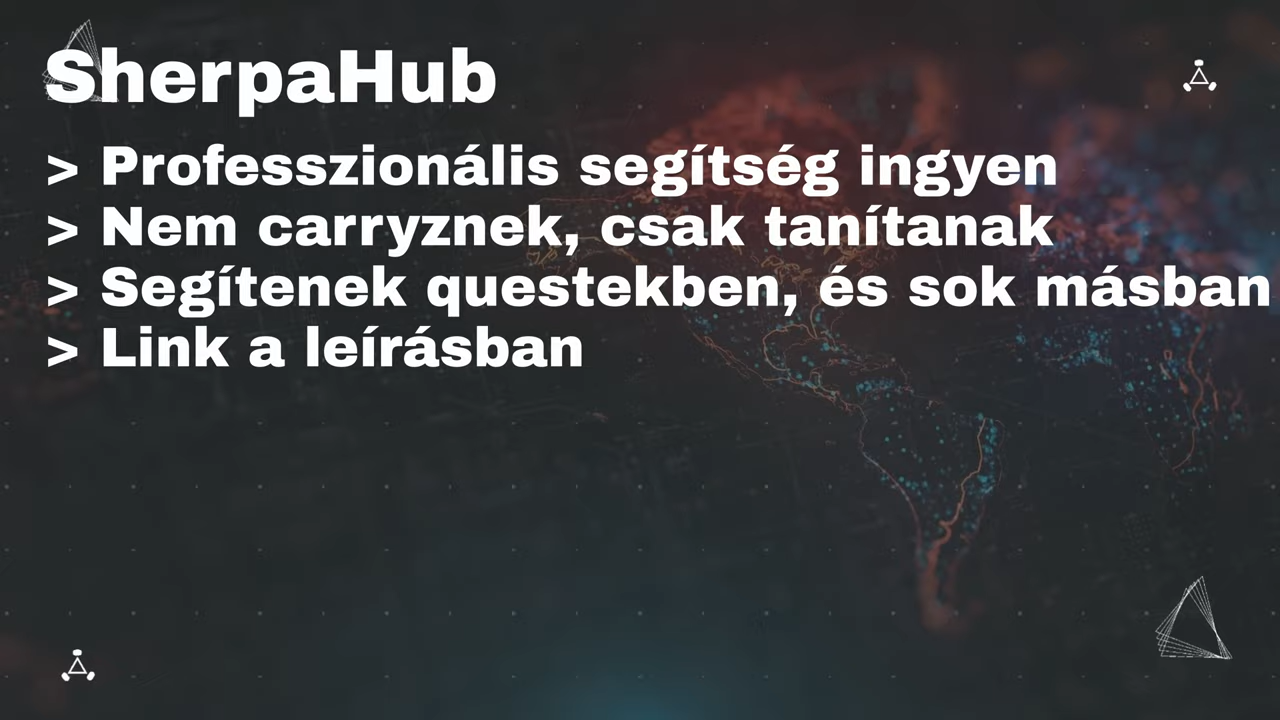 SherpaHub
> Professzionális segítség ingyen
> Nem carryznek, csak tanítanak
> Segítenek questekben, és sok másban
> Link a leírásban